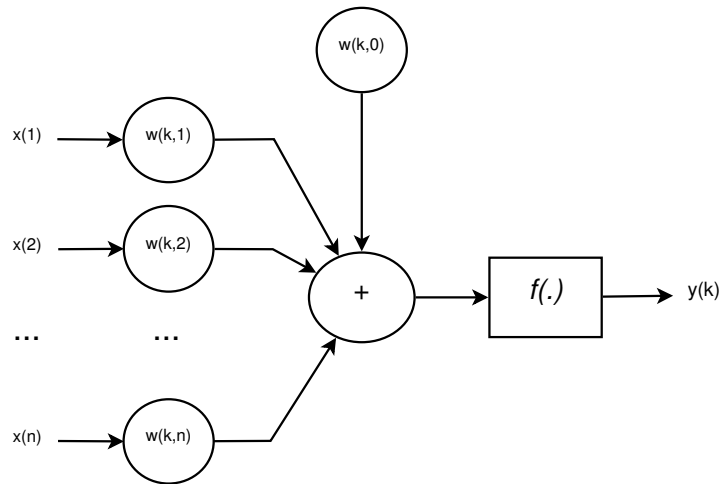 w(k,0)
x(1) w(k,1)
x(2) w(k,2)
+ f(.) y(k)
... ...
x(n) w(k,n)